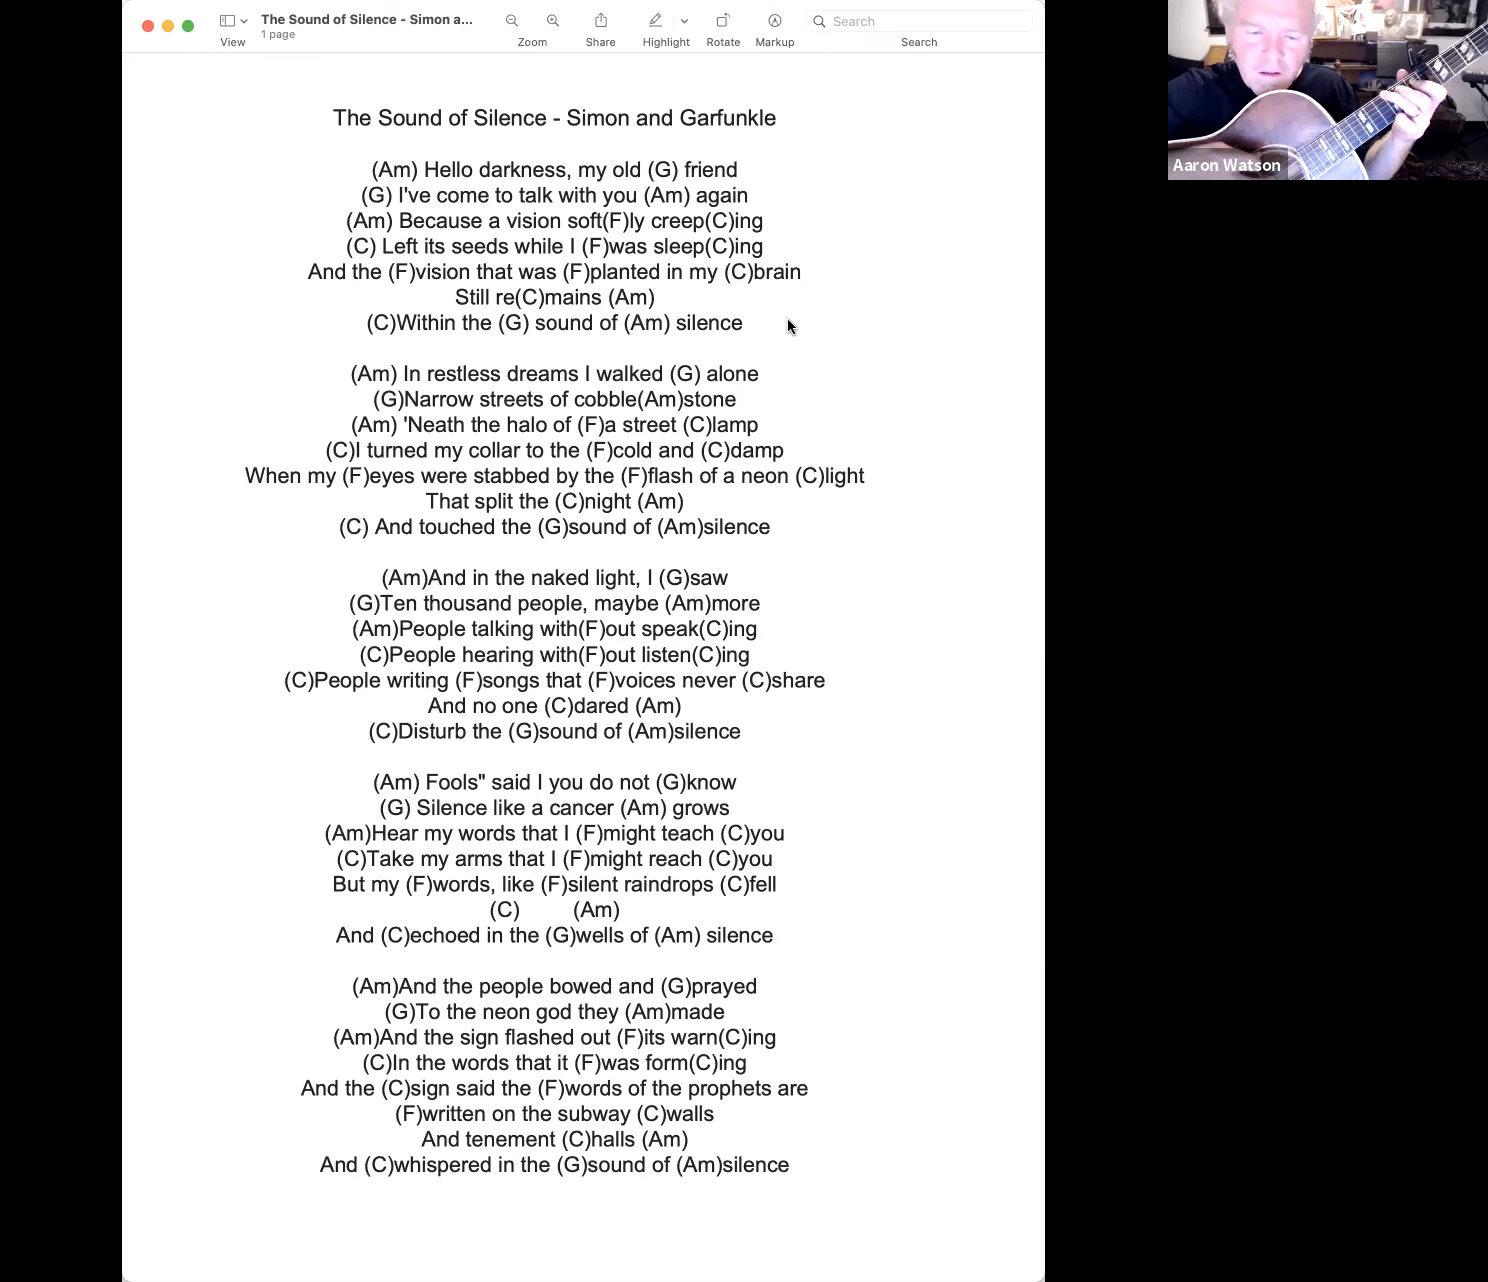 The Sound of Silence - Simon a...
1 page
View
Zoom
Share
Highlight
Rotate
Markup
Search
Search
The Sound of Silence - Simon and Garfunkle
(Am) Hello darkness, my old (G) friend
(G) I've come to talk with you (Am) again
(Am) Because a vision soft(F)ly creep(C)ing
(C) Left its seeds while I (F)was sleep(C)ing
And the (F)vision that was (F)planted in my (C)brain
Still re(C)mains (Am)
(C)Within the (G) sound of (Am) silence
(Am) In restless dreams I walked (G) alone
(G)Narrow streets of cobble(Am)stone
(Am) 'Neath the halo of (F)a street (C)lamp
(C)I turned my collar to the (F)cold and (C)damp
When my (F)eyes were stabbed by the (F)flash of a neon (C)light
That split the (C)night (Am)
(C) And touched the (G)sound of (Am)silence
(Am)And in the naked light, I (G)saw
(G)Ten thousand people, maybe (Am)more
(Am)People talking with(F)out speak(C)ing
(C)People hearing with(F)out listen(C)ing
(C)People writing (F)songs that (F)voices never (C)share
And no one (C)dared (Am)
(C)Disturb the (G)sound of (Am)silence
(Am) Fools" said I you do not (G)know
(G) Silence like a cancer (Am) grows
(Am)Hear my words that I (F)might teach (C)you
(C)Take my arms that I (F)might reach (C)you
But my (F)words, like (F)silent raindrops (C)fell
(C) (Am)
And (C)echoed in the (G)wells of (Am) silence
(Am)And the people bowed and (G)prayed
(G)To the neon god they (Am)made
(Am)And the sign flashed out (F)its warn(C)ing
(C)In the words that it (F)was form(C)ing
And the (C)sign said the (F)words of the prophets are
(F)written on the subway (C)walls
And tenement (C)halls (Am)
And (C)whispered in the (G)sound of (Am)silence
Aaron Watson